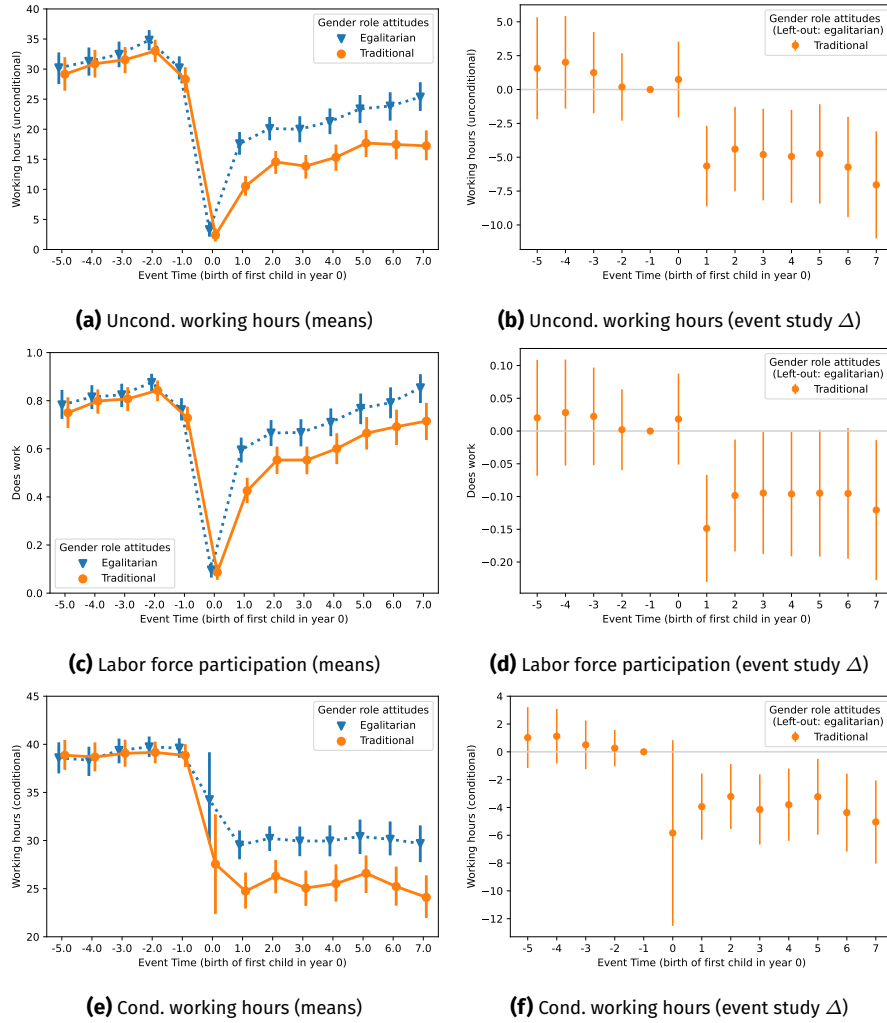 40
35
30
25
20
15
10
5
0
Working hours (unconditional)
Gender role attitudes
Egalitarian
Traditional
-5.0 -4.0 -3.0 -2.0 -1.0 0.0 1.0 2.0 3.0 4.0 5.0 6.0 7.0
Event Time (birth of first child in year 0)
(a) Uncond. working hours (means)
5.0
2.5
0.0
−2.5
−5.0
−7.5
−10.0
Working hours (unconditional)
Gender role attitudes
(Left-out: egalitarian)
Traditional
-5 -4 -3 -2 -1 0 1 2 3 4 5 6 7
Event Time (birth of first child in year 0)
(b) Uncond. working hours (event study Δ)
1.0
0.8
0.6
0.4
0.2
0.0
Does work
Gender role attitudes
Egalitarian
Traditional
-5.0 -4.0 -3.0 -2.0 -1.0 0.0 1.0 2.0 3.0 4.0 5.0 6.0 7.0
Event Time (birth of first child in year 0)
(c) Labor force participation (means)
0.10
0.05
0.00
−0.05
−0.10
−0.15
−0.20
Does work
Gender role attitudes
(Left-out: egalitarian)
Traditional
-5 -4 -3 -2 -1 0 1 2 3 4 5 6 7
Event Time (birth of first child in year 0)
(d) Labor force participation (event study Δ)
45
40
35
30
25
20
Working hours (conditional)
Gender role attitudes
Egalitarian
Traditional
-5.0 -4.0 -3.0 -2.0 -1.0 0.0 1.0 2.0 3.0 4.0 5.0 6.0 7.0
Event Time (birth of first child in year 0)
(e) Cond. working hours (means)
4
2
0
−2
−4
−6
−8
−10
−12
Working hours (conditional)
Gender role attitudes
(Left-out: egalitarian)
Traditional
-5 -4 -3 -2 -1 0 1 2 3 4 5 6 7
Event Time (birth of first child in year 0)
(f) Cond. working hours (event study Δ)